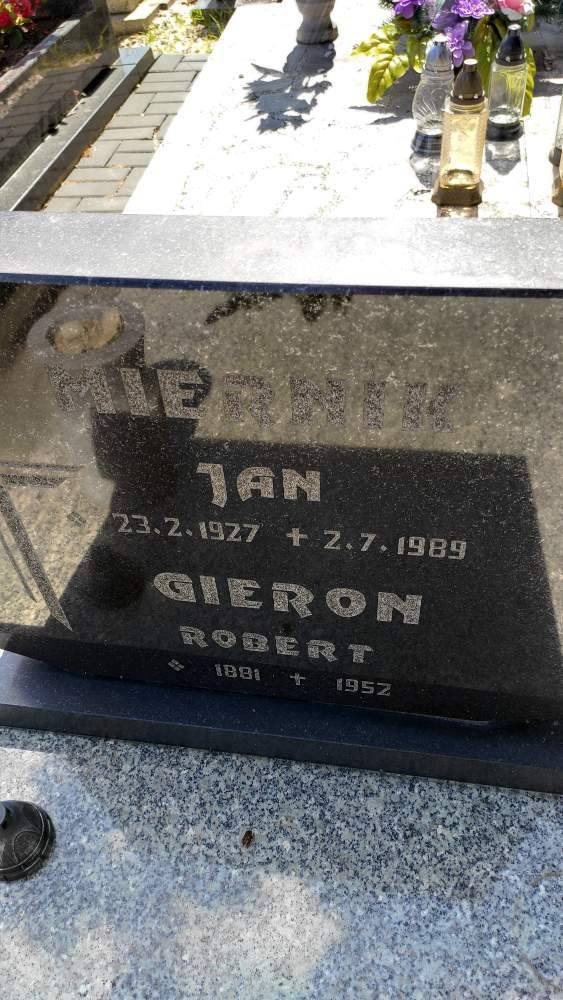 MIERNIK
JAN
23.2.1927 + 2.7.1989
GIERON
ROBERT
1881 + 1952